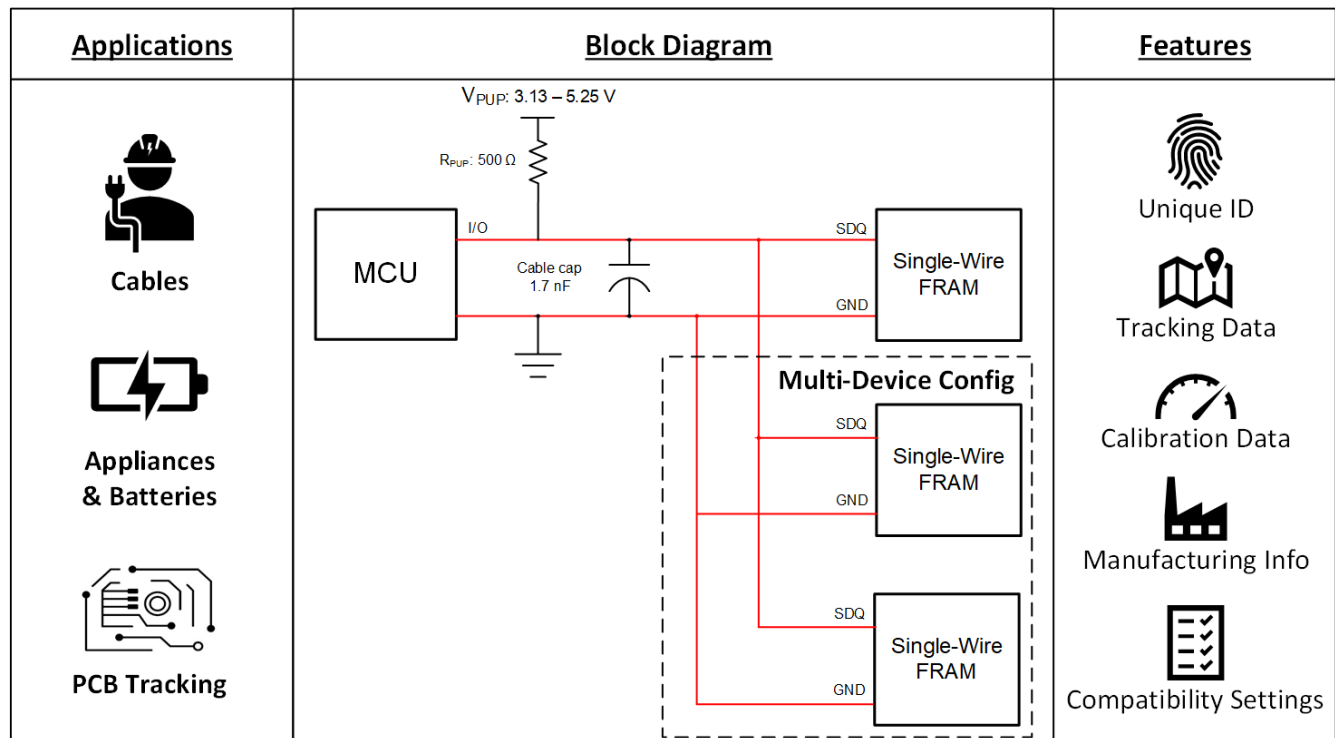 Applications
Block Diagram
Features
Cables
Appliances
& Batteries
PCB Tracking
VPUP: 3.13 – 5.25 V
RPUP: 500 Ω
MCU
I/O
Cable cap
1.7 nF
SDQ
GND
Single-Wire
FRAM
Multi-Device Config
SDQ
GND
Single-Wire
FRAM
SDQ
GND
Single-Wire
FRAM
Unique ID
Tracking Data
Calibration Data
Manufacturing Info
Compatibility Settings